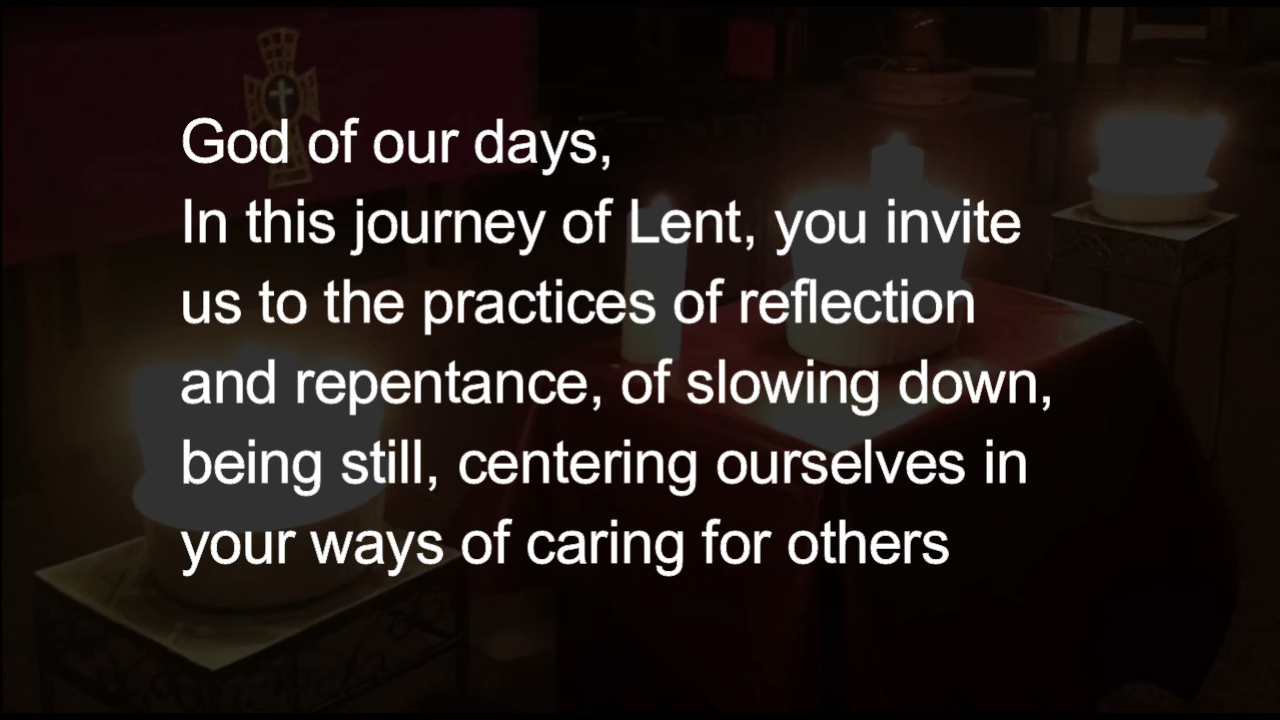 God of our days,
In this journey of Lent, you invite
us to the practices of reflection
and repentance, of slowing down,
being still, centering ourselves in
your ways of caring for others